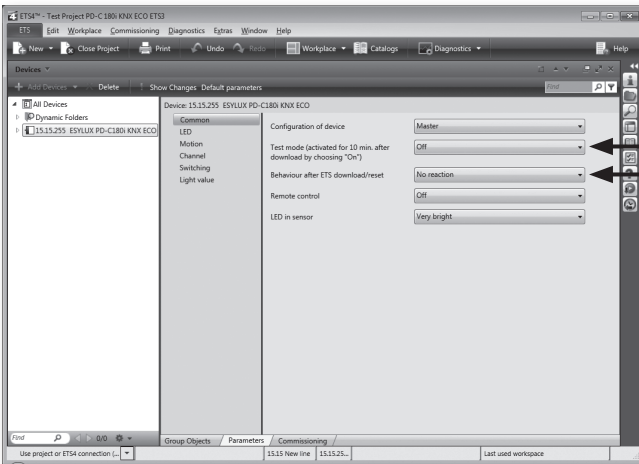 ETS4™ - Test Project PD-C 180i KNX ECO ETS3
ETS Edit Workplace Commissioning Diagnostics Extras Window Help
New Close Project Print Undo Redo Workplace Catalogs Diagnostics Help
Devices
Add Devices Delete Show Changes Default parameters Find
All Devices
Dynamic Folders
15.15.255 ESYLUX PD-C180i KNX ECO
Device: 15.15.255 ESYLUX PD-C180i KNX ECO
Common
LED
Motion
Channel
Switching
Light value
Configuration of device Master
Test mode (activated for 10 min. after
download by choosing "On") Off
Behaviour after ETS download/reset No reaction
Remote control Off
LED in sensor Very bright
Find 0/0
Group Objects Parameters Commissioning
Use project or ETS4 connection (... 15.15 New line 15.15.25... Last used workspace